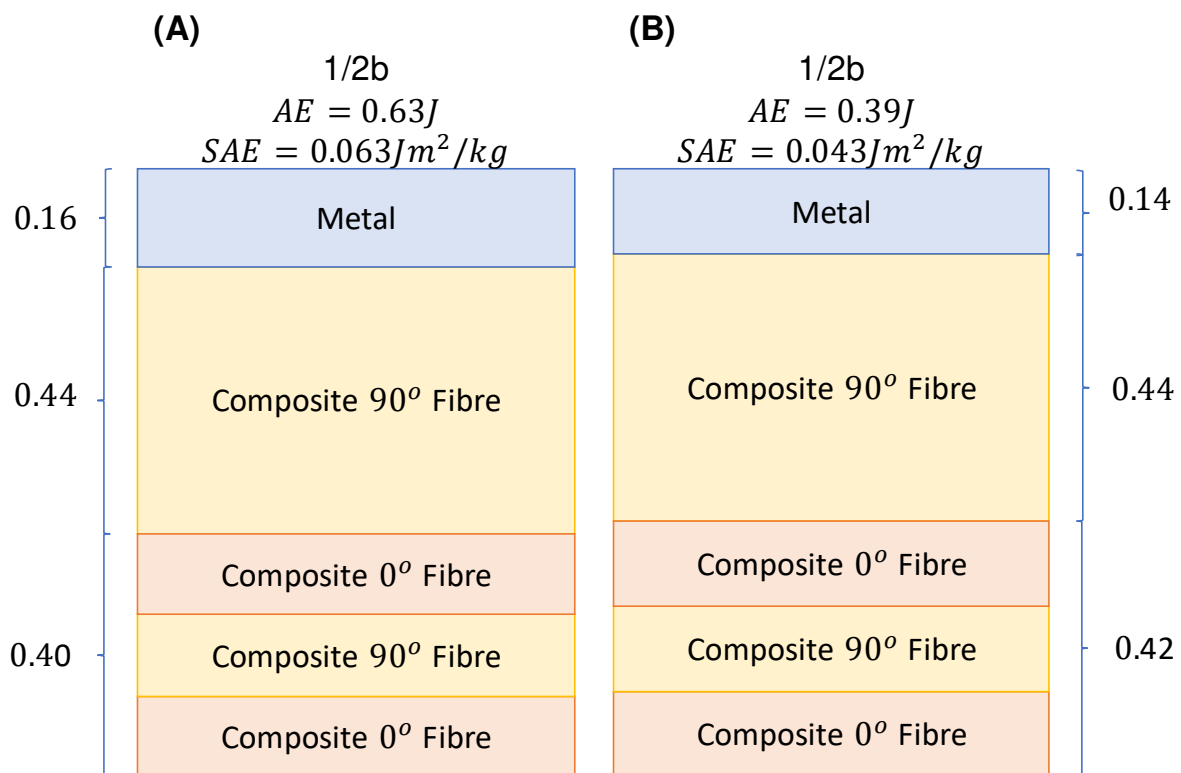 (A)
1/2b
AE = 0.63J
SAE = 0.063Jm²/kg
0.16
Metal
0.44
Composite 90° Fibre
Composite 0° Fibre
0.40
Composite 90° Fibre
Composite 0° Fibre
(B)
1/2b
AE = 0.39J
SAE = 0.043Jm²/kg
Metal
0.14
Composite 90° Fibre
0.44
Composite 0° Fibre
Composite 90° Fibre
0.42
Composite 0° Fibre